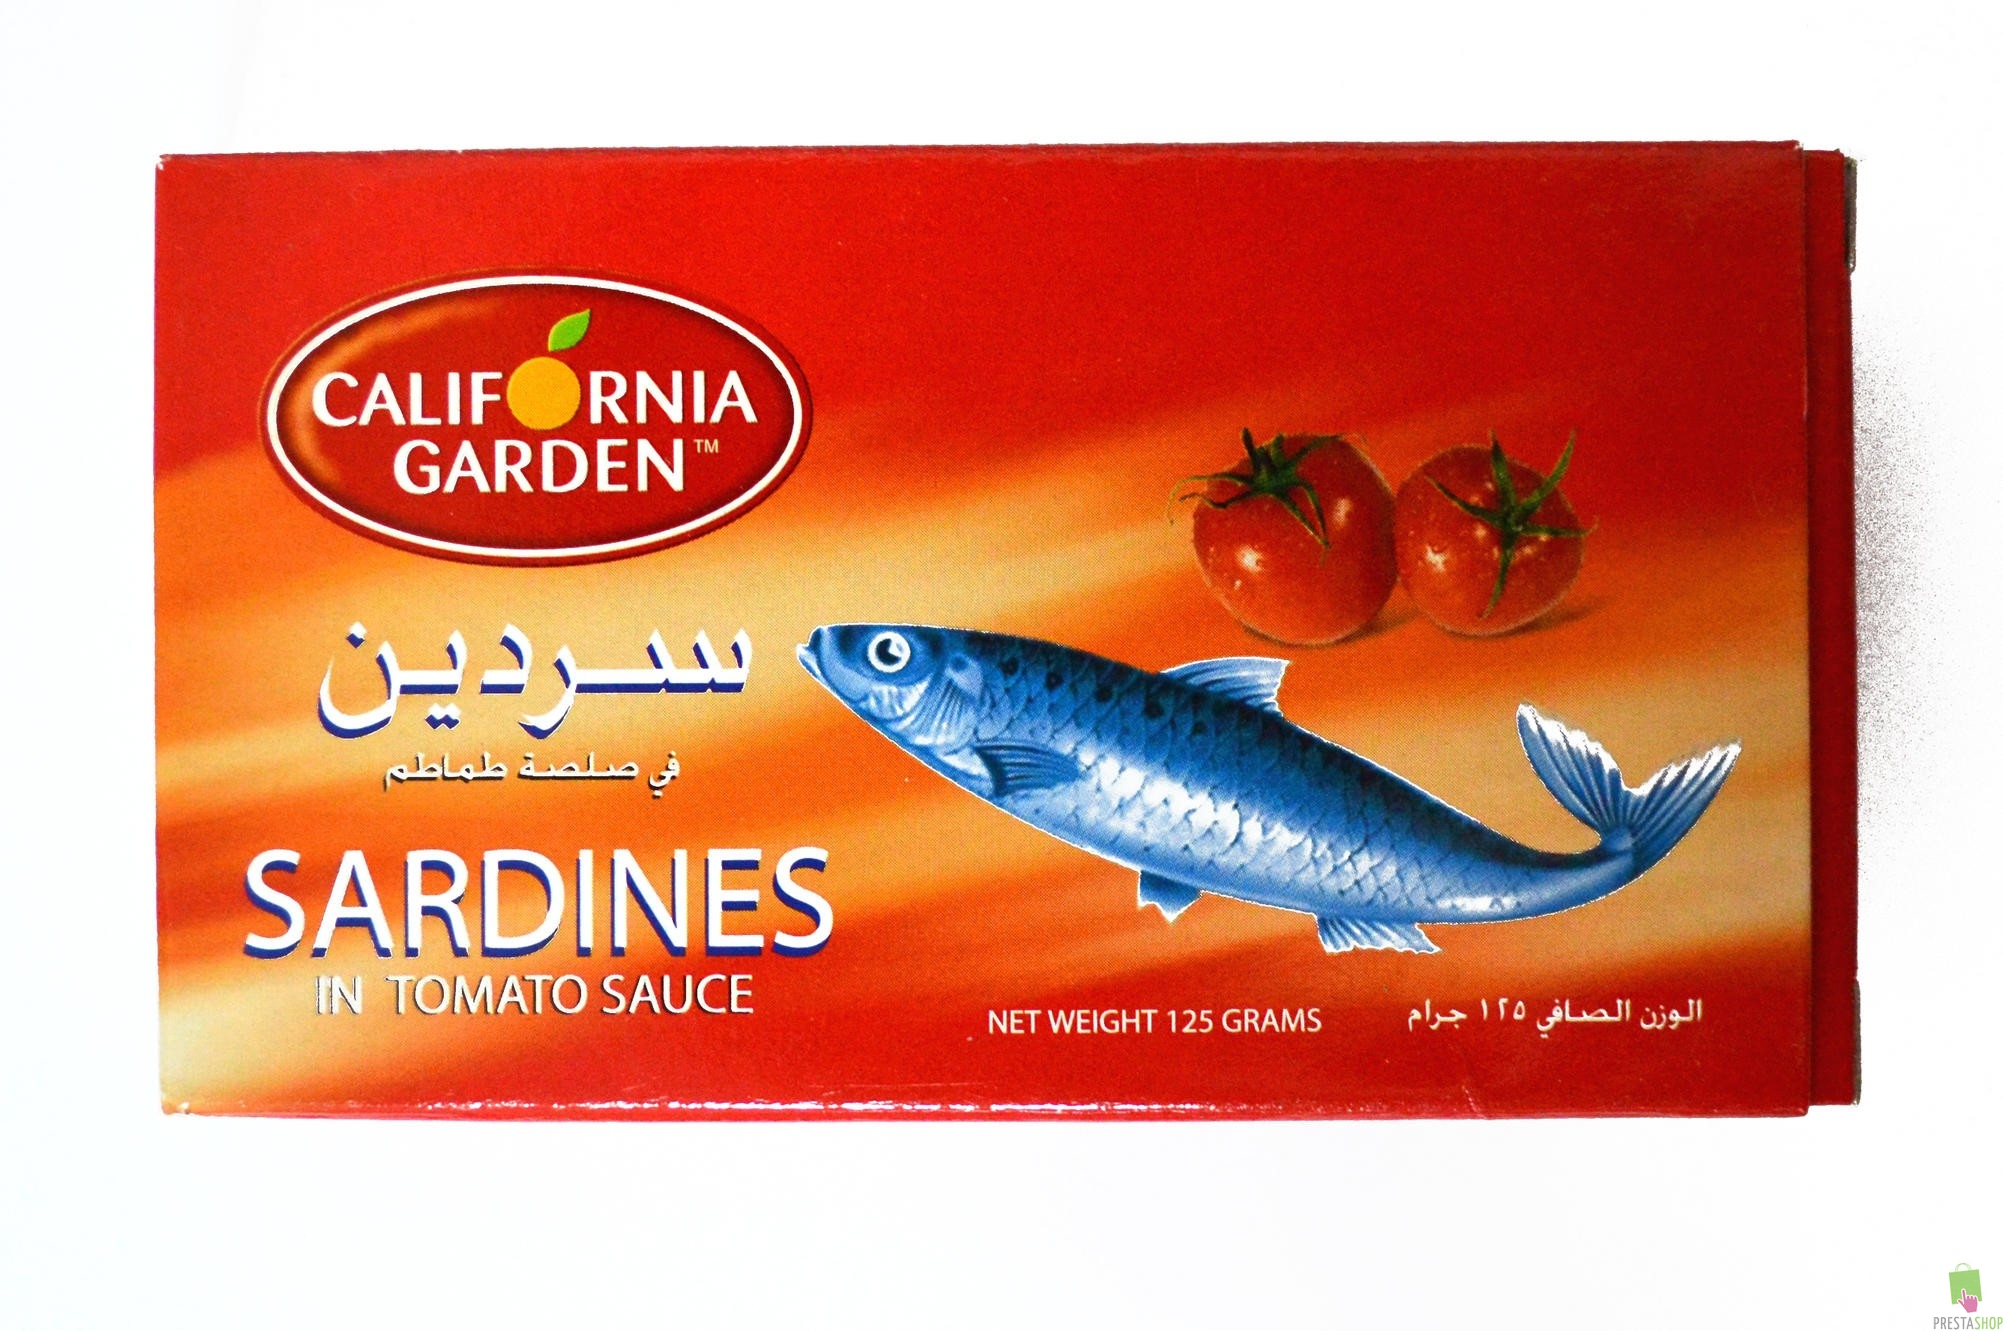 CALIFORNIA
GARDEN™
سردين
في صلصة طماطم
SARDINES
IN TOMATO SAUCE
NET WEIGHT 125 GRAMS
الوزن الصافي ١٢٥ جرام
PRESTASHOP